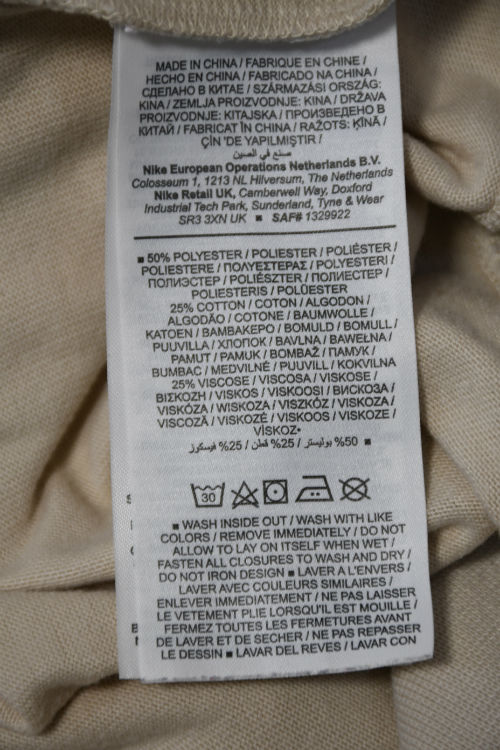 MADE IN CHINA / FABRIQUE EN CHINE /
HECHO EN CHINA / FABRICADO NA CHINA /
СДЕЛАНО В КИТАЕ / SZÁRMAZÁSI ORSZÁG:
KINA / ZEMLJA PROIZVODNJE: KINA / DRŽAVA
PROIZVODNJE: KITAJSKA / ПРОИЗВЕДЕНО В
КИТАЙ / FABRICAT ÎN CHINA / RAŽOTS: ĶĪNĀ /
ÇİN 'DE YAPILMIŞTIR /
صنع في الصين
Nike European Operations Netherlands B.V.
Colosseum 1, 1213 NL Hilversum, The Netherlands
Nike Retail UK, Camberwell Way, Doxford
Industrial Tech Park, Sunderland, Tyne & Wear
SR3 3XN UK ■ SAF# 1329922
■ 50% POLYESTER / POLIESTER / POLIÉSTER /
POLIESTERE / ΠΟΛΥΕΣΤΕΡΑΣ / POLYESTERI /
ПОЛИЭСТЕР / POLIÉSZTER / ПОЛИЕСТЕР /
POLIESTERIS / POLÜESTER
25% COTTON / COTON / ALGODON /
ALGODÃO / COTONE / BAUMWOLLE /
KATOEN / ΒΑΜΒΑΚΕΡΟ / BOMULD / BOMULL /
PUUVILLA / ХЛОПОК / BAVLNA / BAWEŁNA /
PAMUT / PAMUK / BOMBAŽ / ПАМУК /
BUMBAC / MEDVILNĖ / PUUVILL / KOKVILNA
25% VISCOSE / VISCOSA / VISKOSE /
ΒΙΣΚΟΖΗ / VISKOS / VISKOOSI / ВИСКОЗА /
VISKÓZA / WISKOZA / VISZKÓZ / VISKOZA /
VISCOZĂ / VISKOZĖ / VISKOOS / VISKOZE /
VİSKOZ•
50% بوليستر / 25% قطن / 25% فيسكوز ■
30
■ WASH INSIDE OUT / WASH WITH LIKE
COLORS / REMOVE IMMEDIATELY / DO NOT
ALLOW TO LAY ON ITSELF WHEN WET /
FASTEN ALL CLOSURES TO WASH AND DRY /
DO NOT IRON DESIGN ■ LAVER A L'ENVERS /
LAVER AVEC COULEURS SIMILAIRES /
ENLEVER IMMEDIATEMENT / NE PAS LAISSER
LE VETEMENT PLIE LORSQU'IL EST MOUILLE /
FERMEZ TOUTES LES FERMETURES AVANT
DE LAVER ET DE SECHER / NE PAS REPASSER
LE DESSIN ■ LAVAR DEL REVES / LAVAR CON